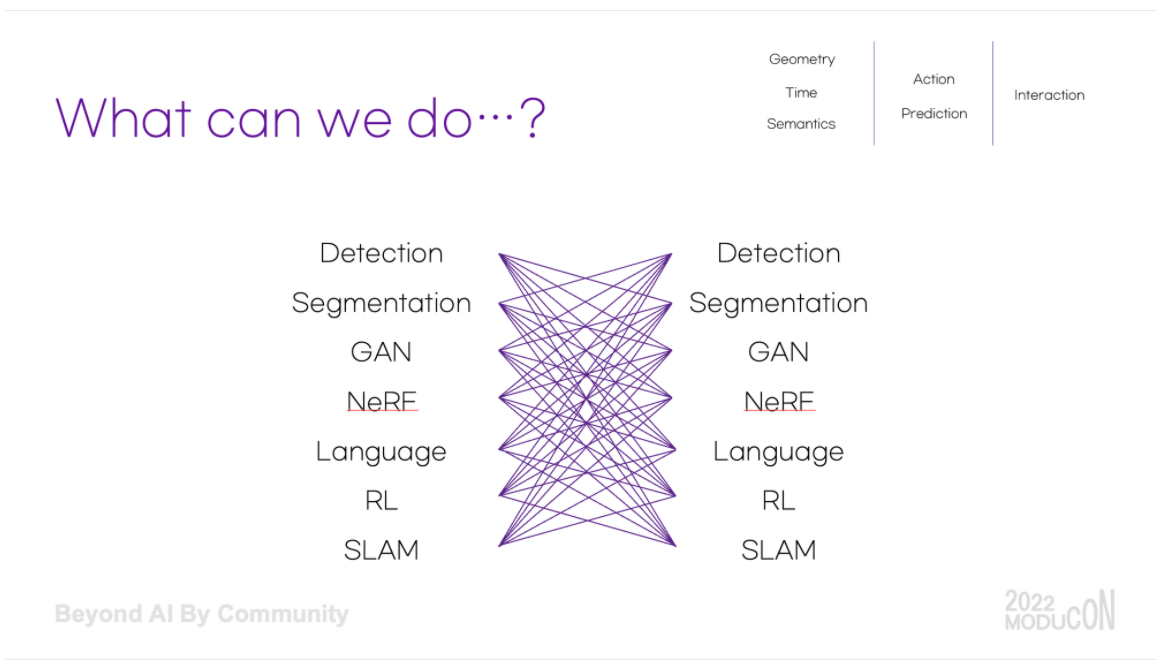 What can we do⋯?
Geometry
Time
Semantics
Action
Prediction
Interaction
Detection
Segmentation
GAN
NeRF
Language
RL
SLAM
Detection
Segmentation
GAN
NeRF
Language
RL
SLAM
Beyond AI By Community
2022
MODUCON